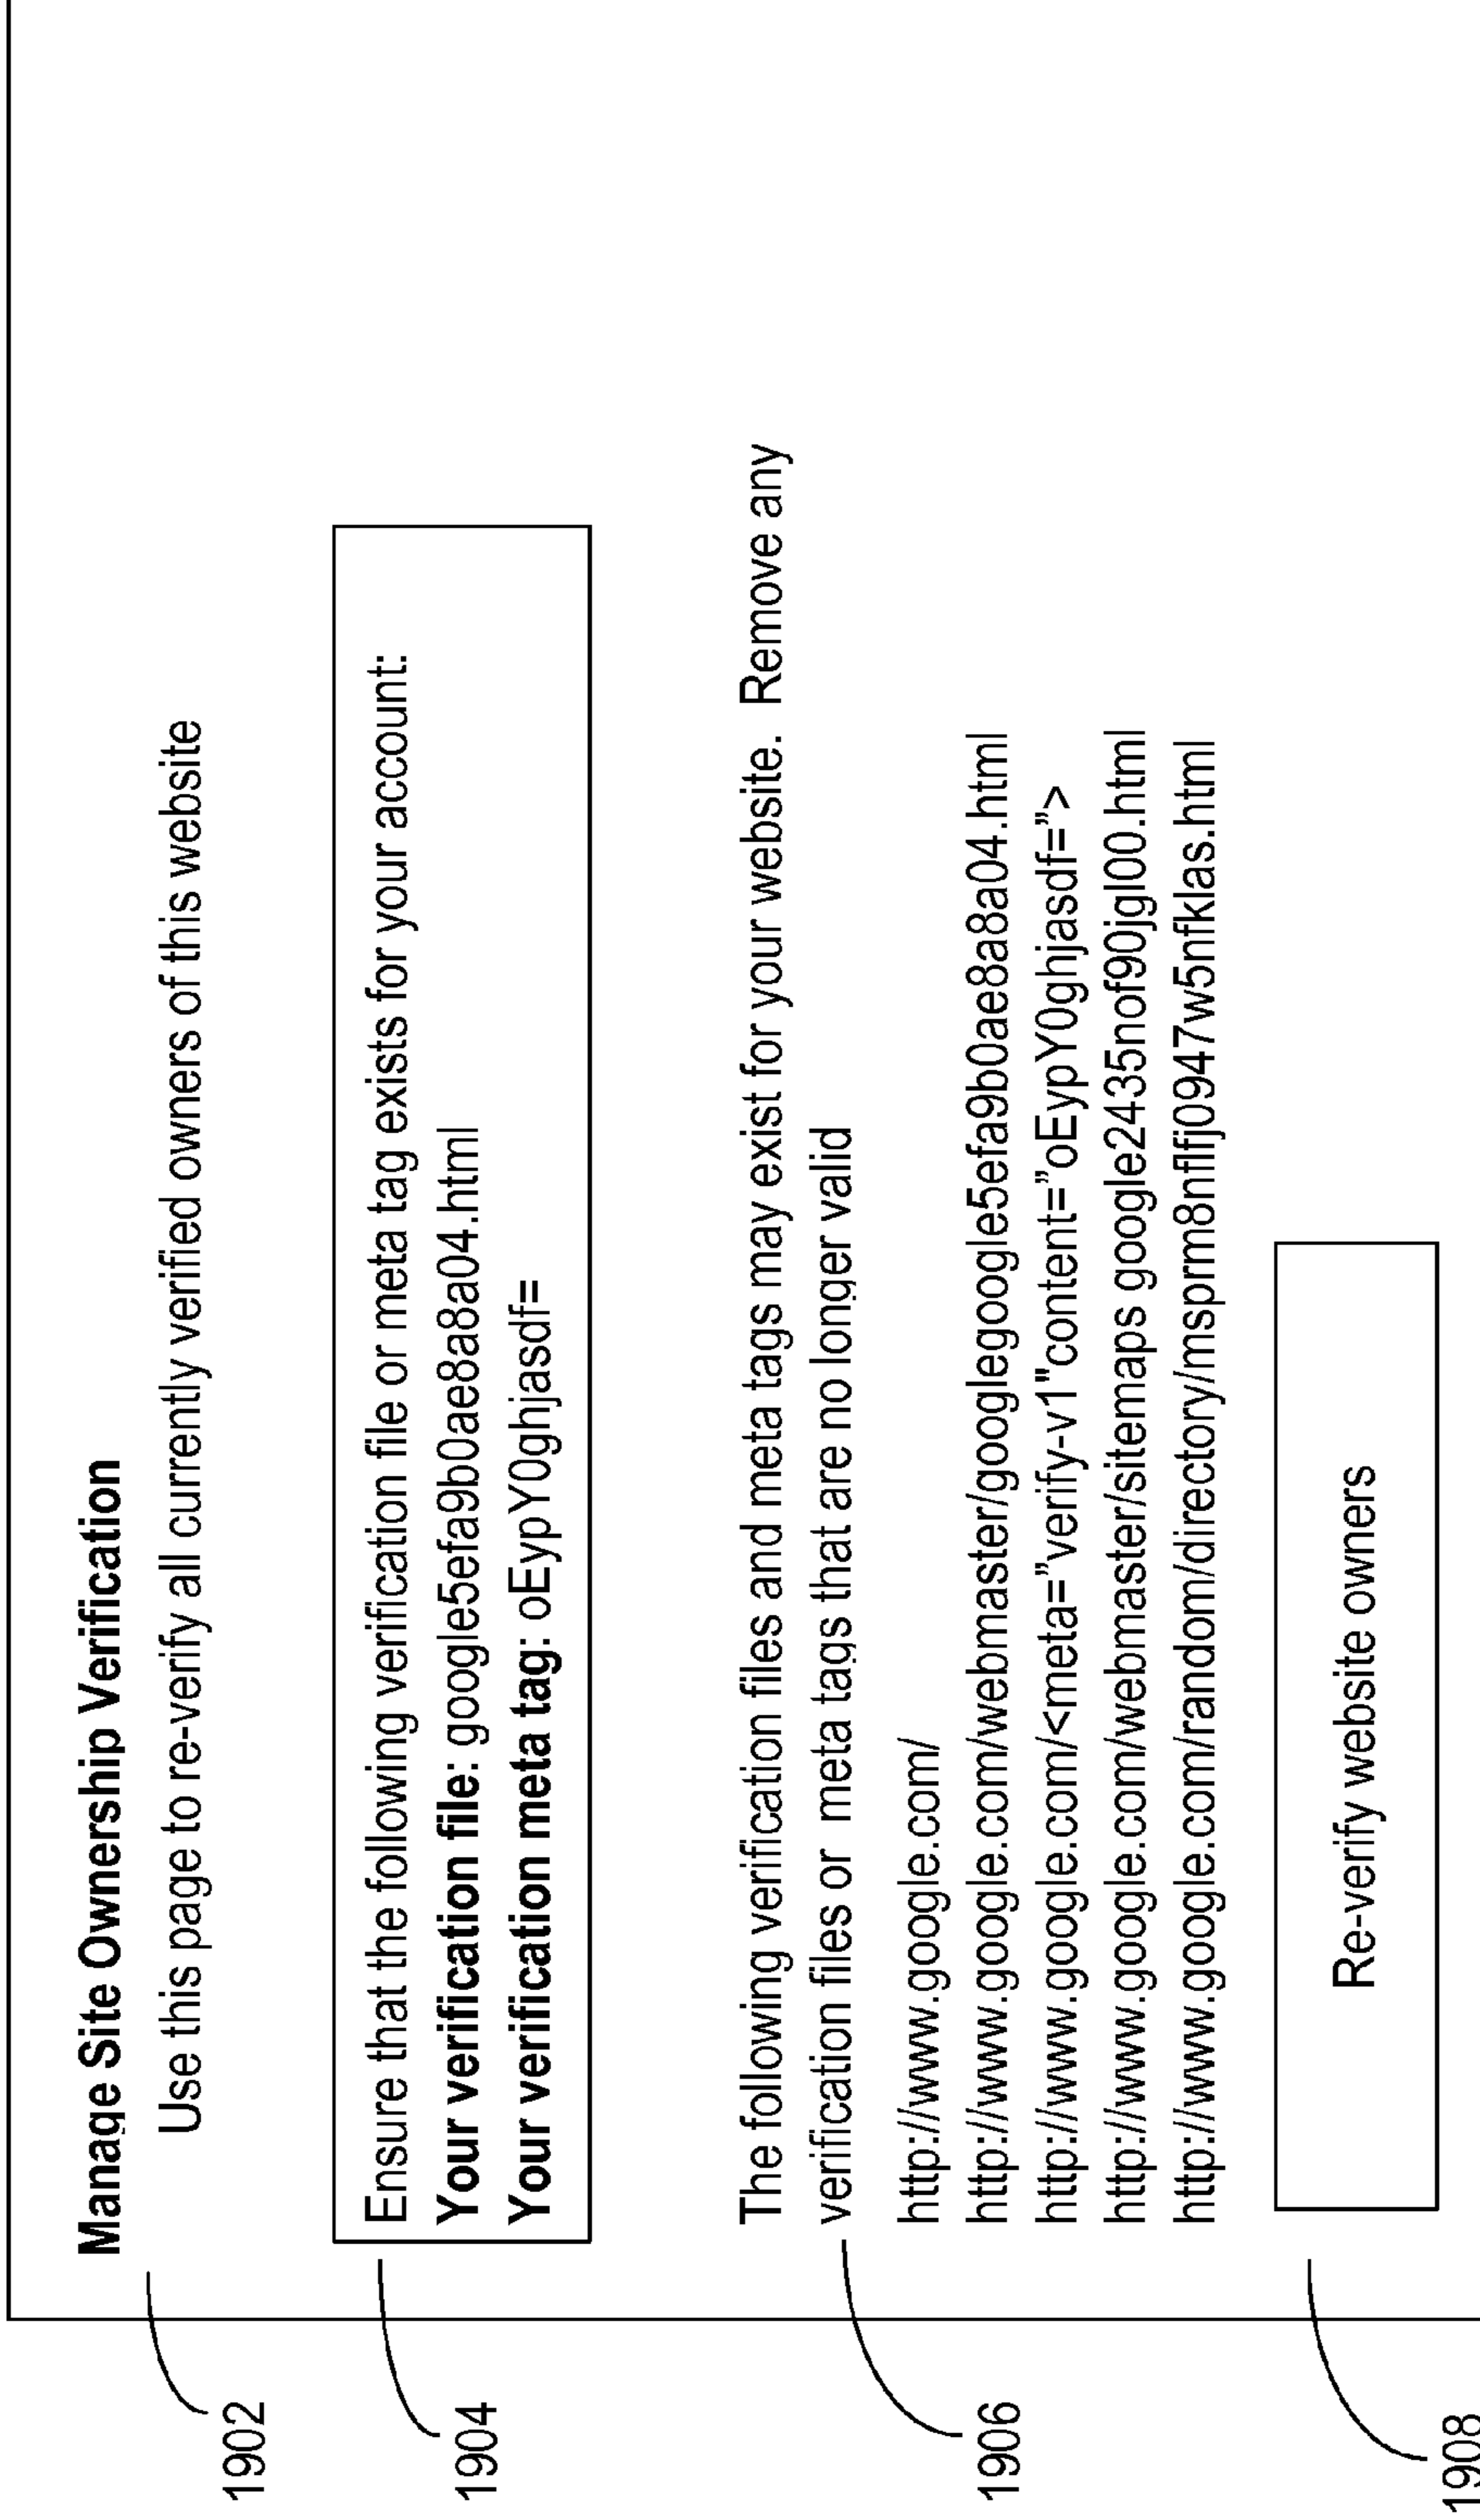 Manage Site Ownership Verification
Use this page to re-verify all currently verified owners of this website
1902
Ensure that the following verification file or meta tag exists for your account:
Your verification file: google5efa9b0ae8a8a04.html
Your verification meta tag: oEypY0ghjasdf=
1904
The following verification files and meta tags may exist for your website. Remove any
verification files or meta tags that are no longer valid
1906
http://www.google.com/
http://www.google.com/webmaster/googlegoogle5efa9b0ae8a8a04.html
http://www.google.com/<meta=”verify-v1"content=”oEypY0ghjasdf=”>
http://www.google.com/webmaster/sitemaps google2435nof90jgl00.html
http://www.google.com/random/directory/msprm8nflfj0947w5nfklas.html
Re-verify website owners
1908